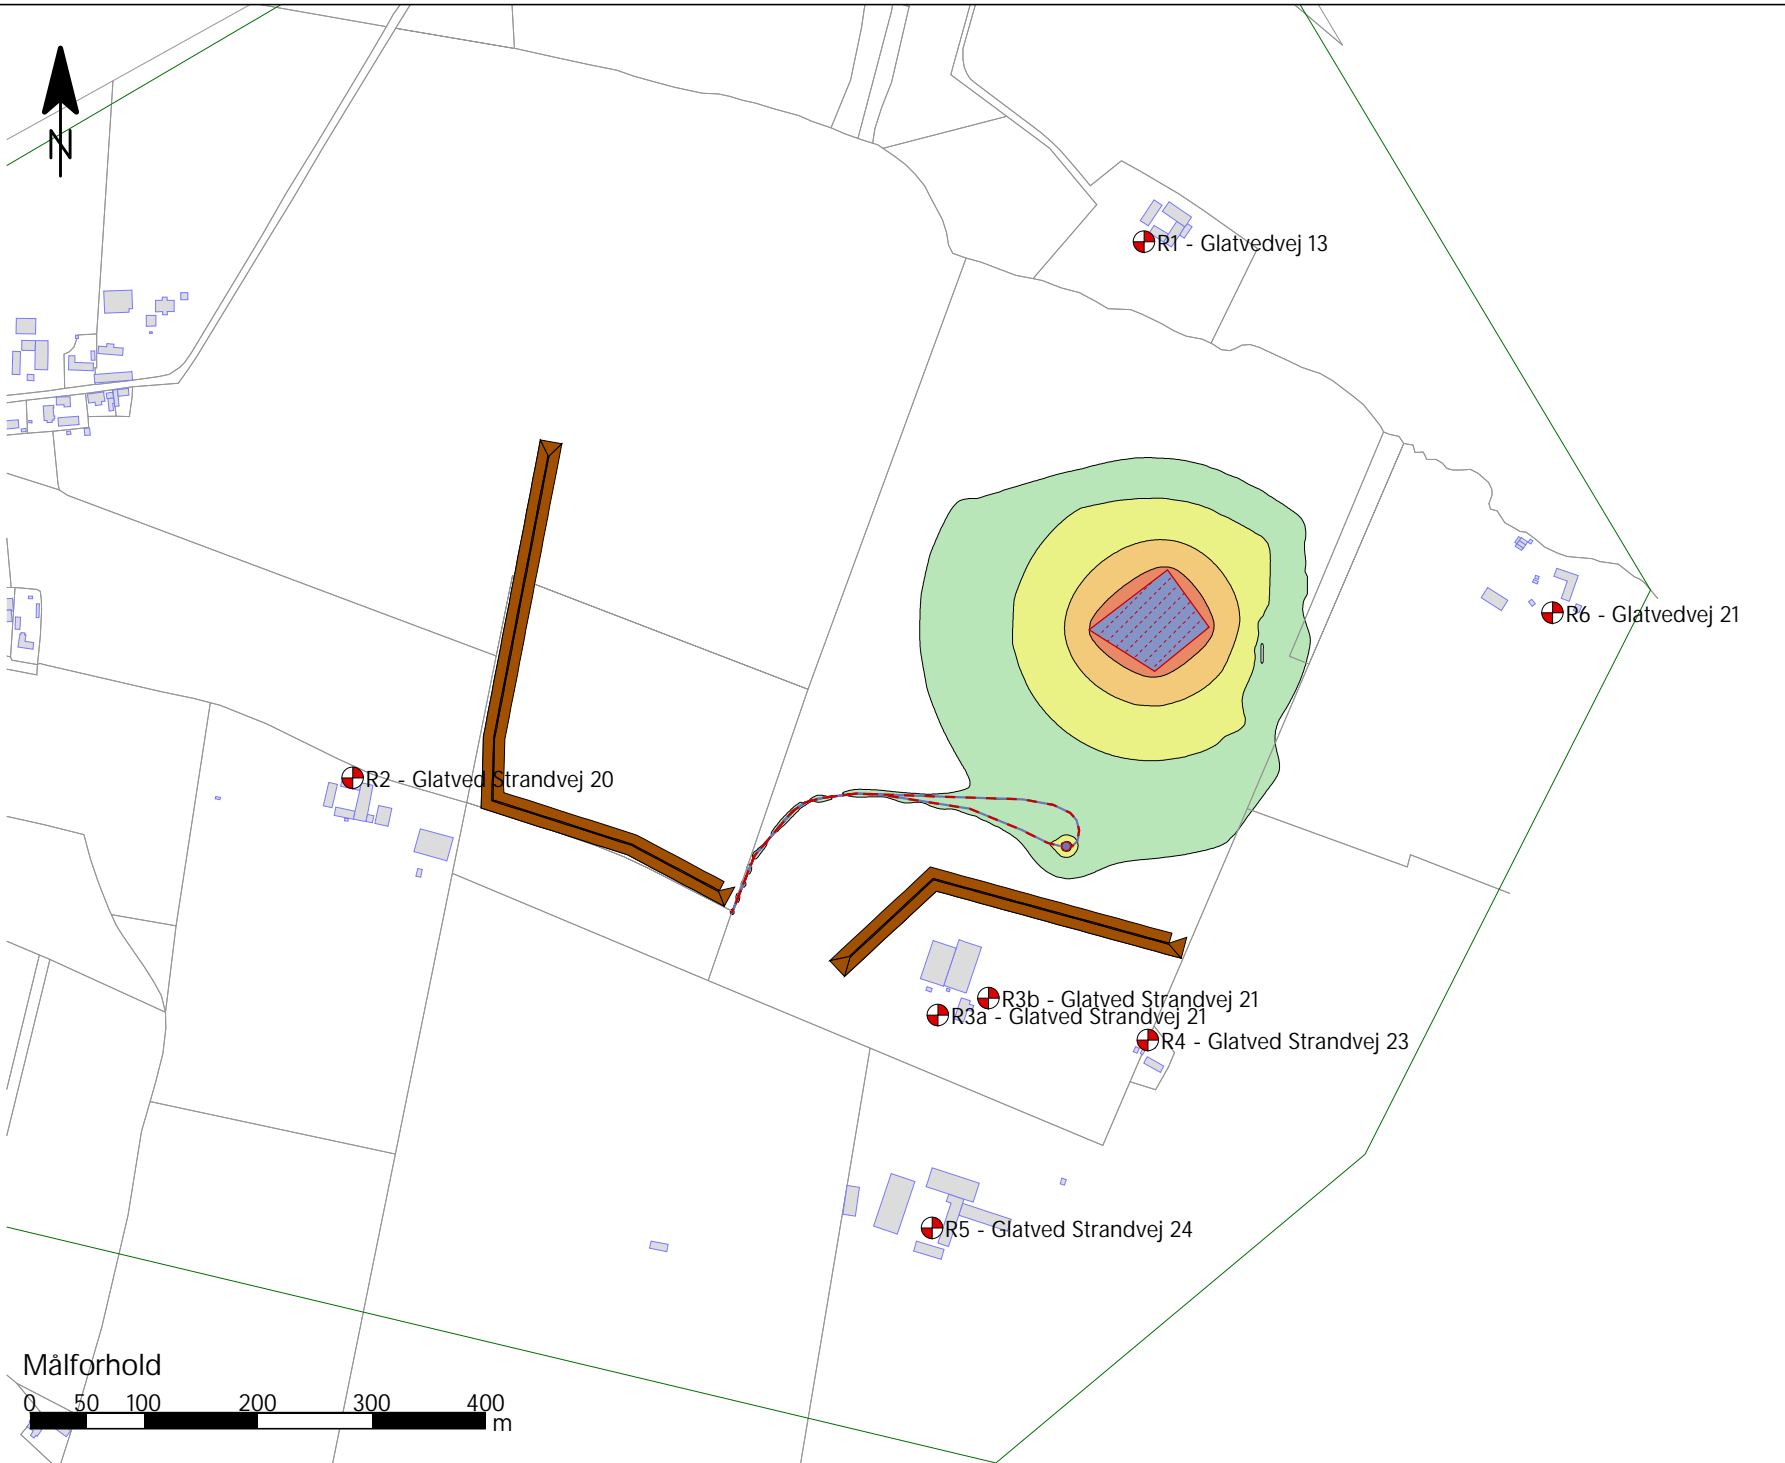 N
R1 - Glatvedvej 13
R6 - Glatvedvej 21
R2 - Glatved Strandvej 20
R3b - Glatved Strandvej 21
R3a - Glatved Strandvej 21
R4 - Glatved Strandvej 23
R5 - Glatved Strandvej 24
Målforhold
0 50 100 200 300 400
m